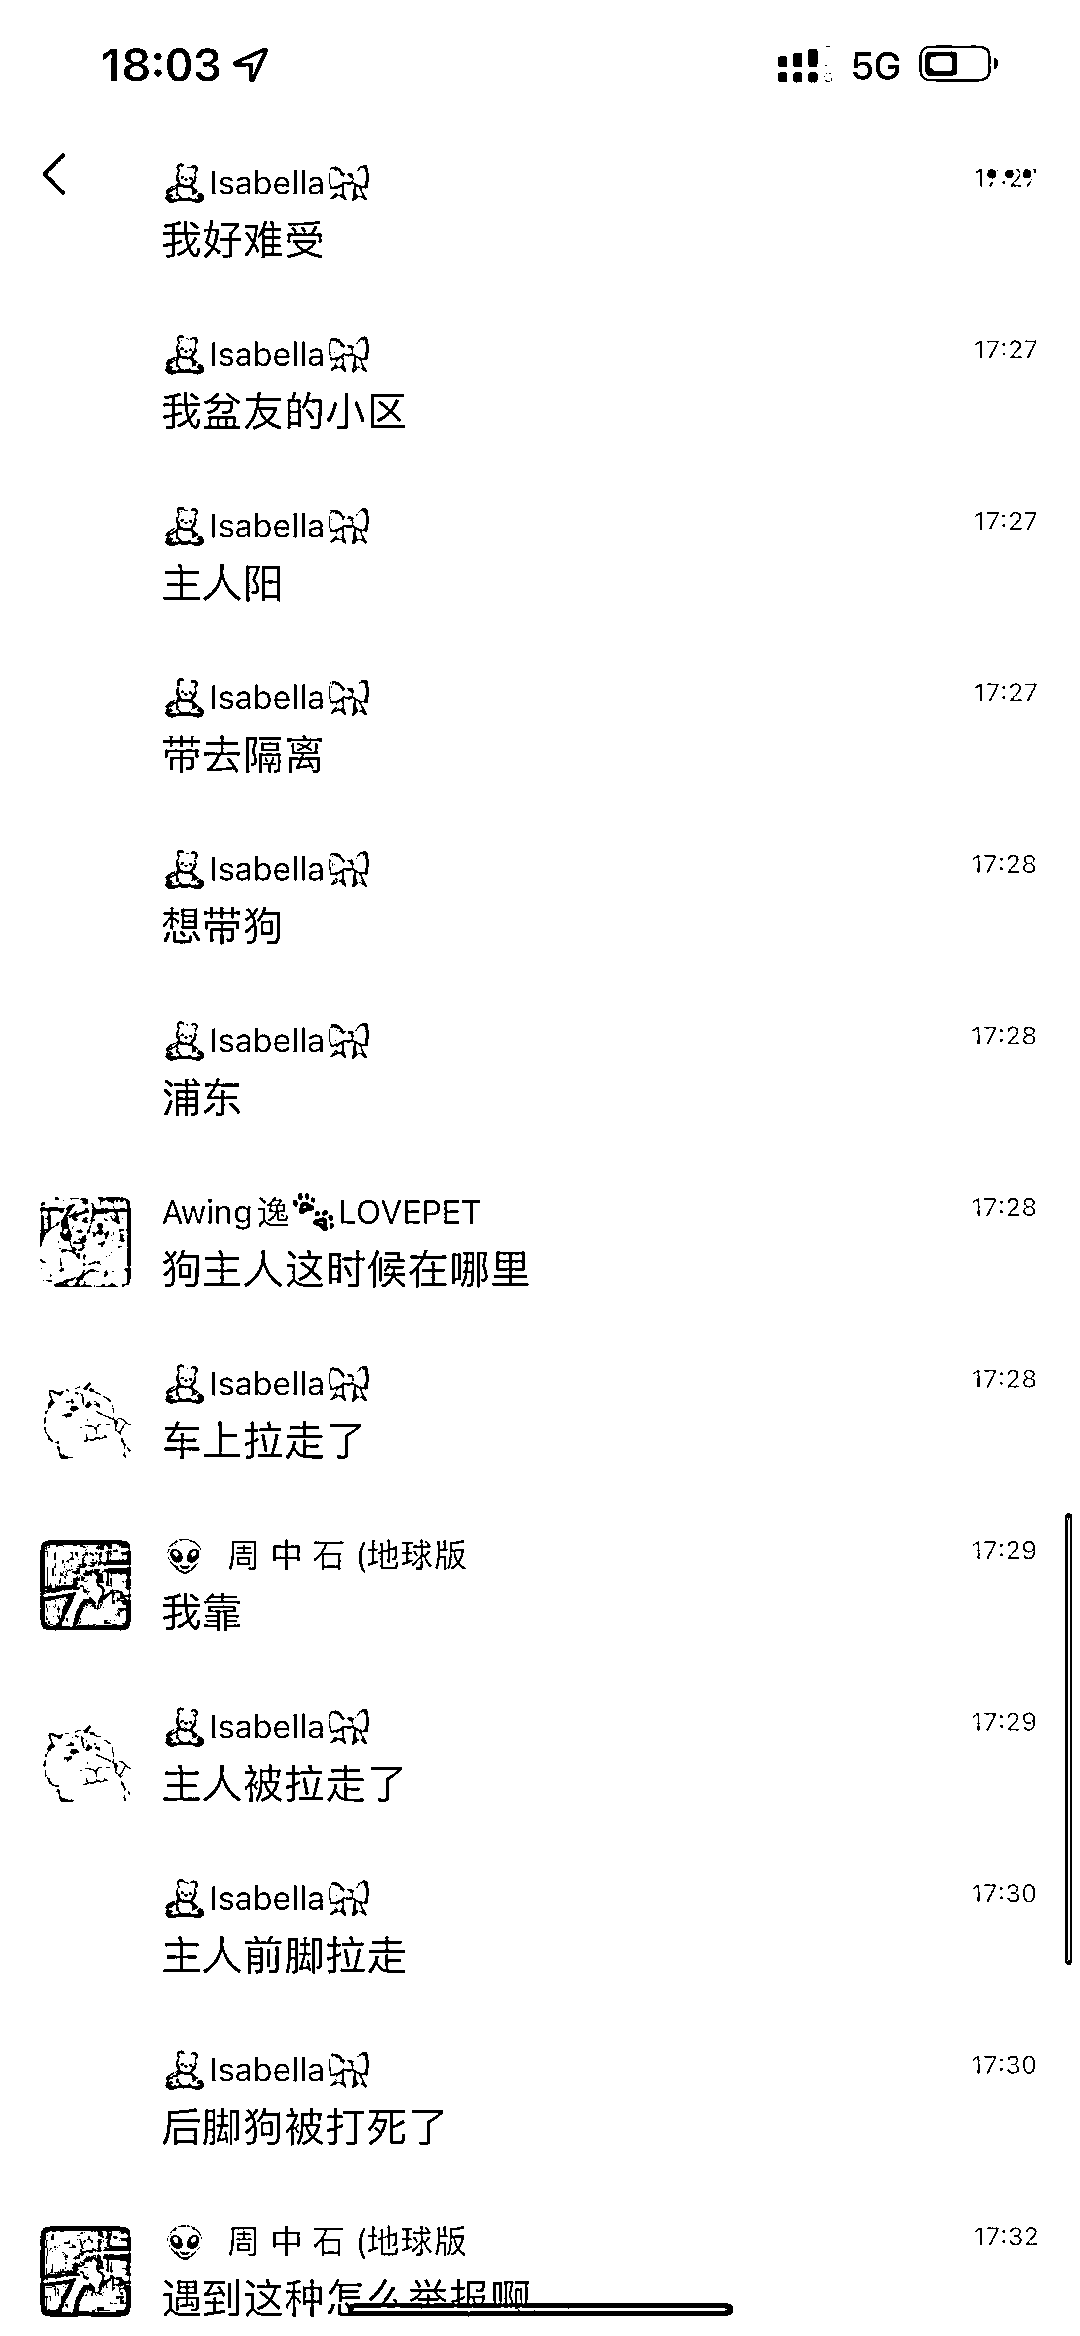 18:03 5G
🧸Isabella🎀 17:27
我好难受
🧸Isabella🎀 17:27
我盆友的小区
🧸Isabella🎀 17:27
主人阳
🧸Isabella🎀 17:27
带去隔离
🧸Isabella🎀 17:28
想带狗
🧸Isabella🎀 17:28
浦东
Awing逸🐾LOVEPET 17:28
狗主人这时候在哪里
🧸Isabella🎀 17:28
车上拉走了
👽 周 中 石 (地球版 17:29
我靠
🧸Isabella🎀 17:29
主人被拉走了
🧸Isabella🎀 17:30
主人前脚拉走
🧸Isabella🎀 17:30
后脚狗被打死了
👽 周 中 石 (地球版 17:32
遇到这种怎么举报啊